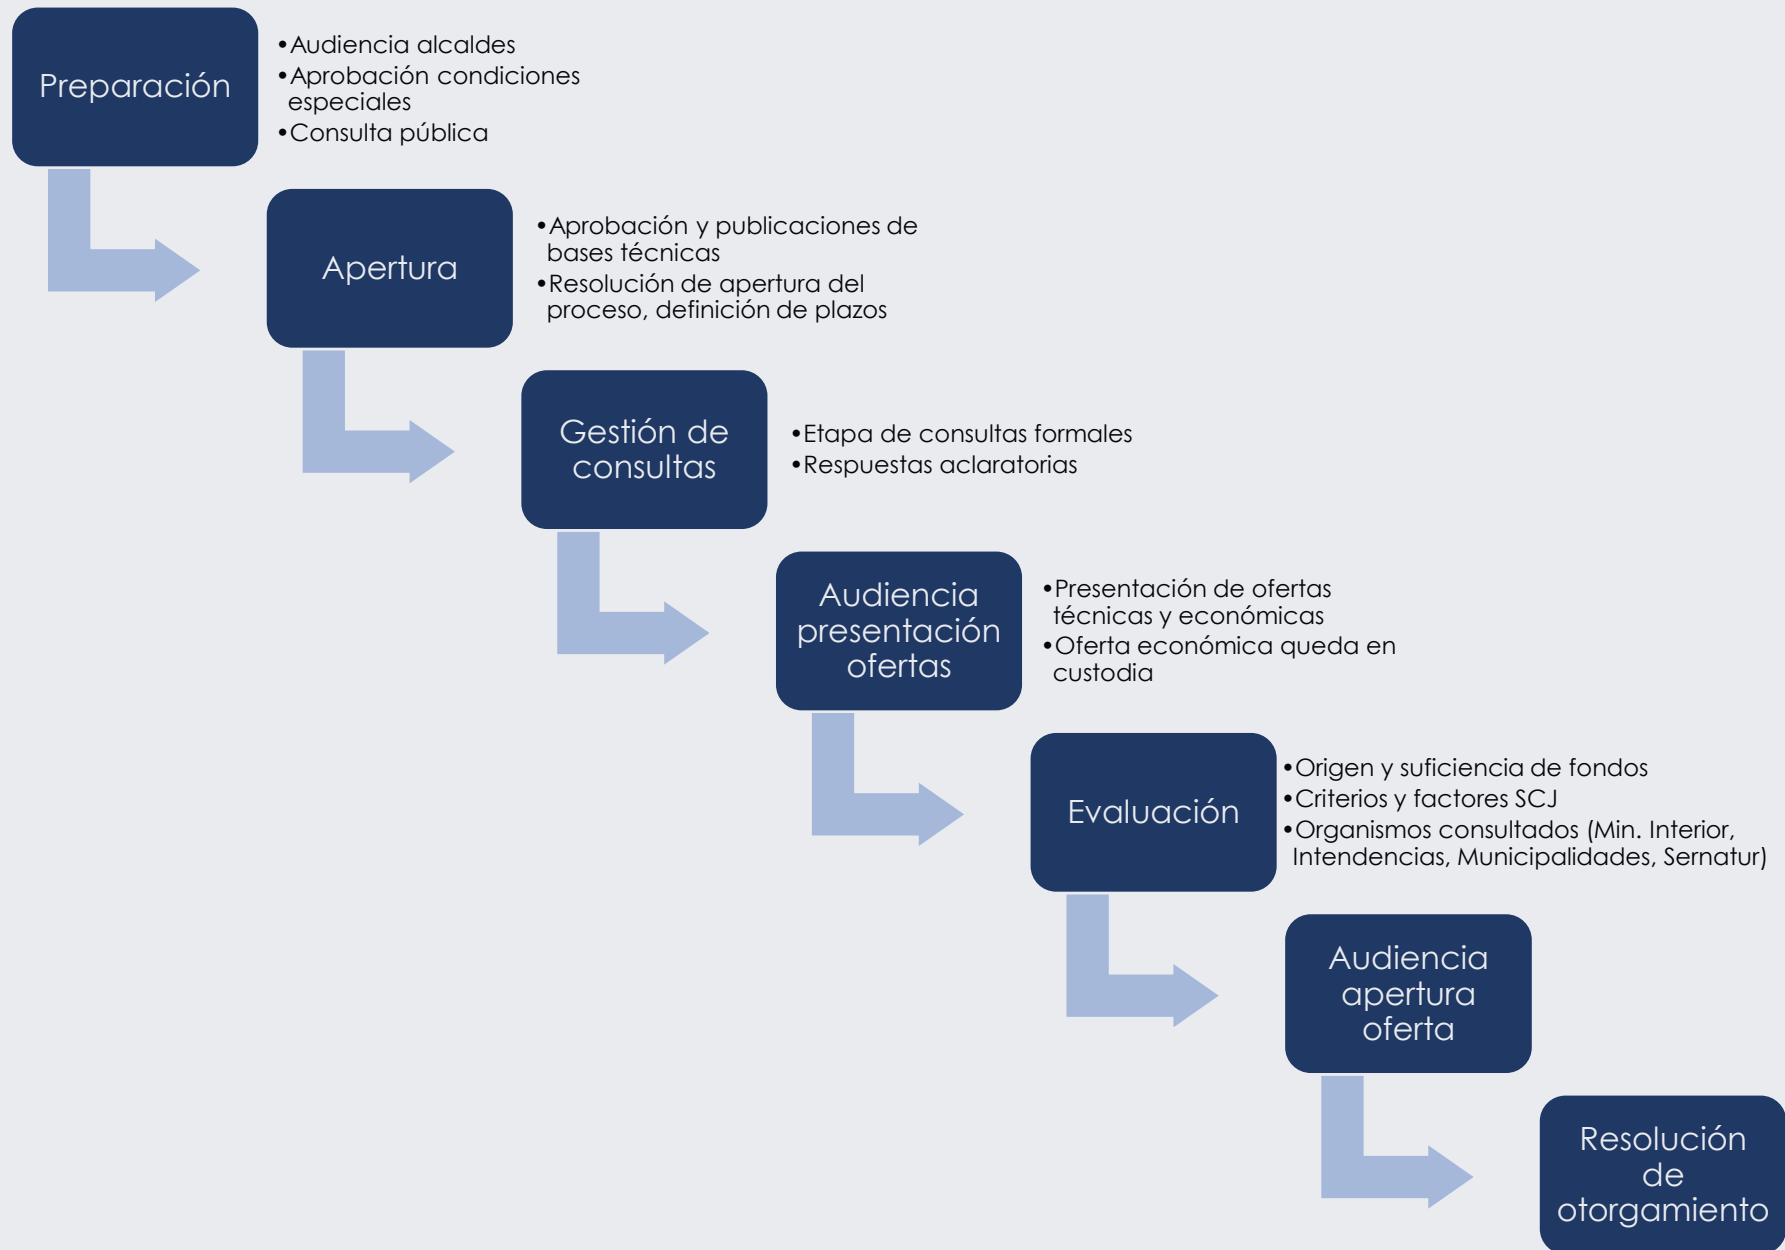 Preparación
•Audiencia alcaldes
•Aprobación condiciones
especiales
•Consulta pública
Apertura
•Aprobación y publicaciones de
bases técnicas
•Resolución de apertura del
proceso, definición de plazos
Gestión de
consultas
•Etapa de consultas formales
•Respuestas aclaratorias
Audiencia
presentación
ofertas
•Presentación de ofertas
técnicas y económicas
•Oferta económica queda en
custodia
Evaluación
•Origen y suficiencia de fondos
•Criterios y factores SCJ
•Organismos consultados (Min. Interior,
Intendencias, Municipalidades, Sernatur)
Audiencia
apertura
oferta
Resolución
de
otorgamiento